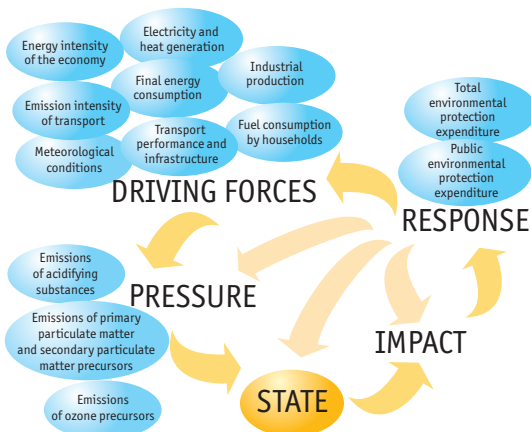 Electricity and
heat generation
Energy intensity
of the economy
Industrial
production
Final energy
consumption
Emission intensity
of transport
Fuel consumption
by households
Transport
performance and
infrastructure
Meteorological
conditions
DRIVING FORCES
Total
environmental
protection
expenditure
Public
environmental
protection
expenditure
RESPONSE
Emissions
of acidifying
substances
PRESSURE
Emissions of primary
particulate matter
and secondary particulate
matter precursors
Emissions
of ozone precursors
STATE
IMPACT